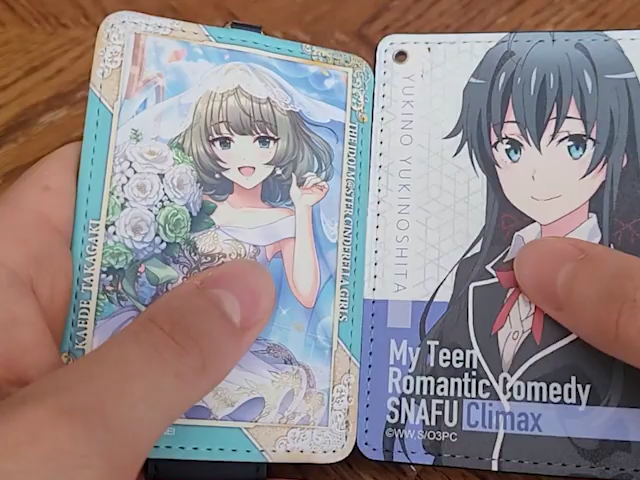 KAEDE TAKAGAKI
THE IDOLM@STER CINDERELLA GIRLS
YUKINO YUKINOSHITA
My Teen
Romantic Comedy
SNAFU Climax
©WW,S/O3PC